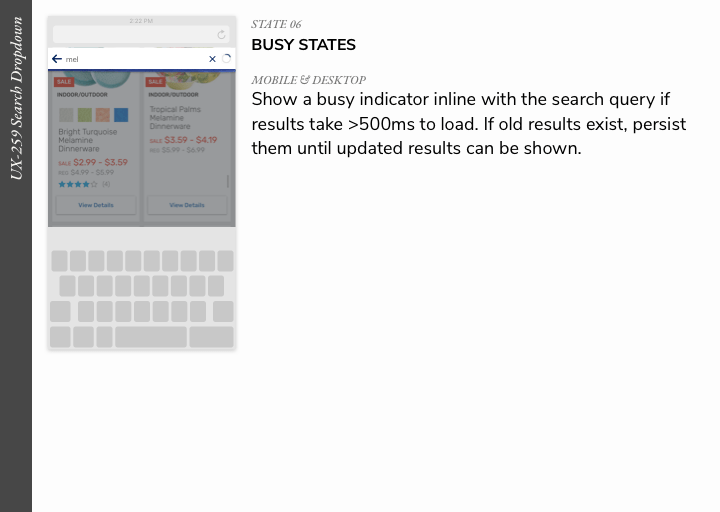 UX-259 Search Dropdown
STATE 06
BUSY STATES
MOBILE & DESKTOP
Show a busy indicator inline with the search query if
results take >500ms to load. If old results exist, persist
them until updated results can be shown.
2:22 PM
mel
SALE
INDOOR/OUTDOOR
Bright Turquoise
Melamine
Dinnerware
SALE $2.99 - $3.59
REG $4.99 - $5.99
(4)
View Details
SALE
INDOOR/OUTDOOR
Tropical Palms
Melamine
Dinnerware
SALE $3.59 - $4.19
REG $5.99 - $6.99
View Details